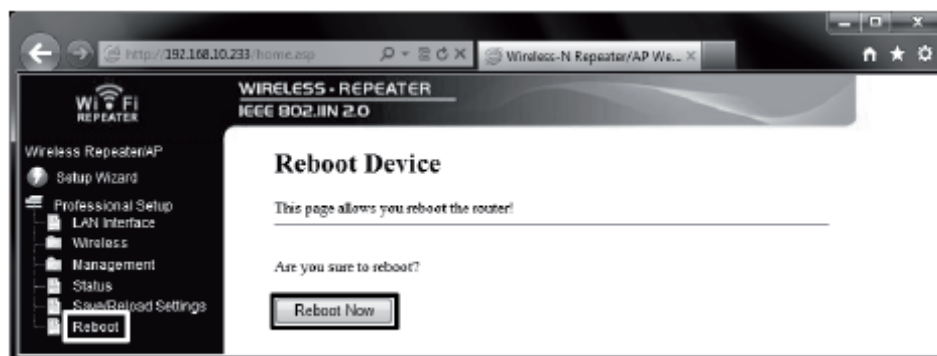 http://192.168.10.233/home.asp
Wireless-N Repeater/AP We...
Wi Fi
REPEATER
WIRELESS - REPEATER
IEEE 802.11N 2.0
Wireless Repeater/AP
Setup Wizard
Professional Setup
LAN Interface
Wireless
Management
Status
Save/Reload Settings
Reboot
Reboot Device
This page allows you reboot the router!
Are you sure to reboot?
Reboot Now